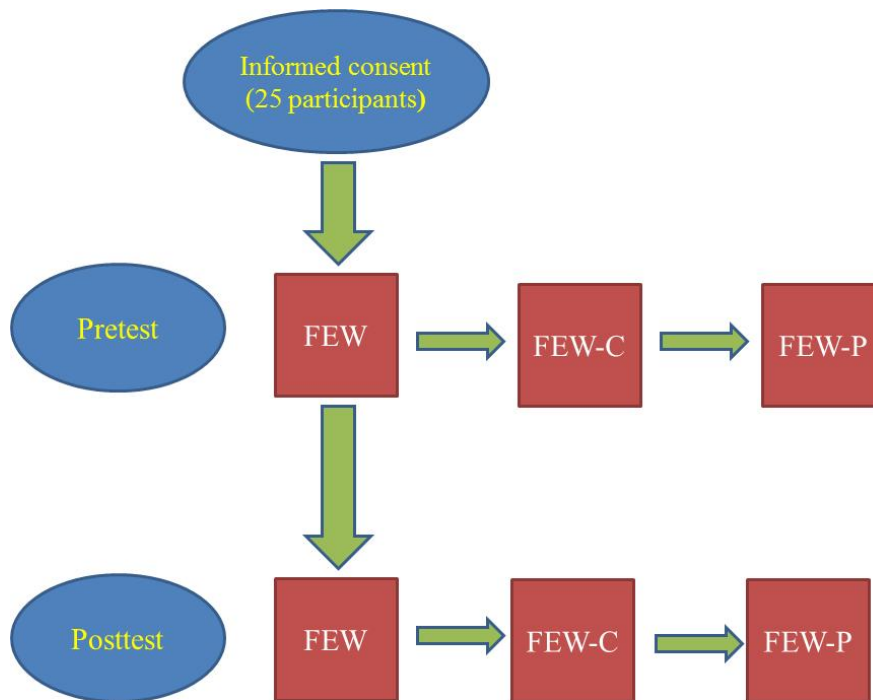 Informed consent
(25 participants)
Pretest
FEW
FEW-C
FEW-P
Posttest
FEW
FEW-C
FEW-P